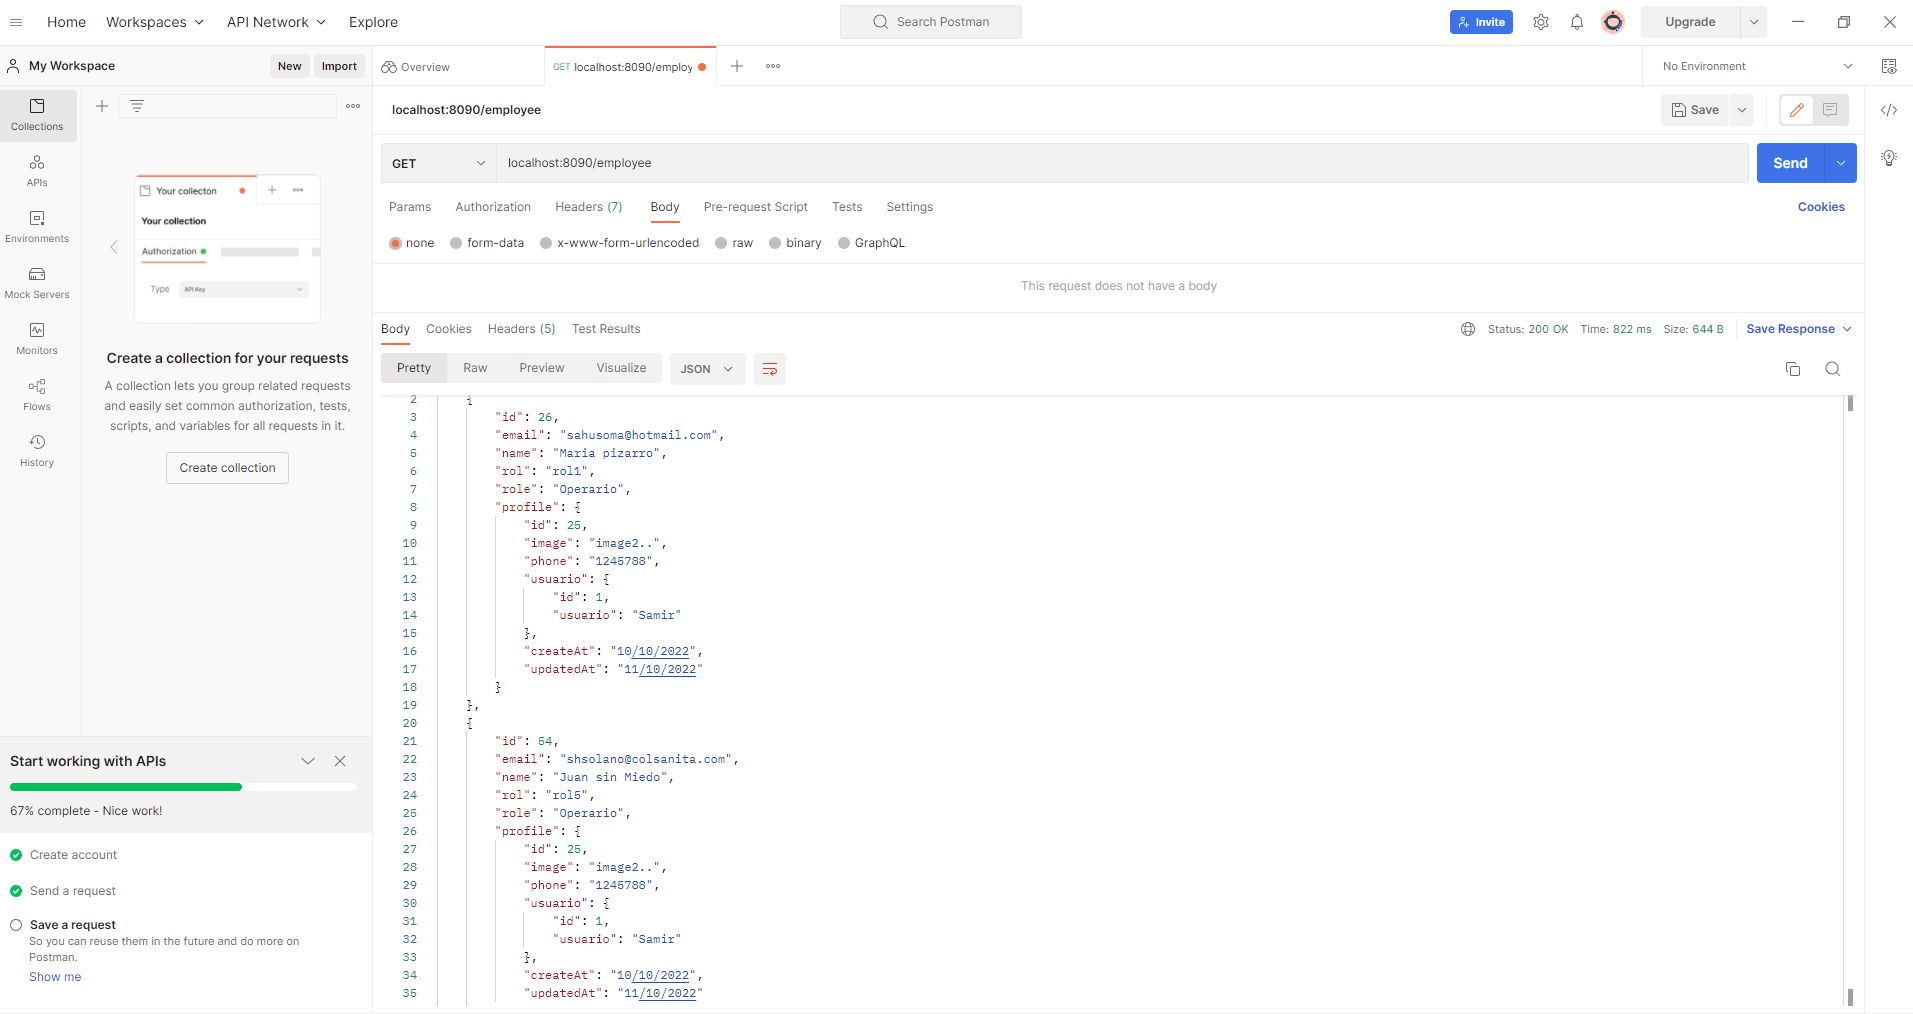 Home Workspaces API Network Explore Search Postman Invite Upgrade
My Workspace New Import Overview GET localhost:8090/employ No Environment
Collections
APIs
Environments
Mock Servers
Monitors
Flows
History
Your collecton
Your collection
Authorization
Type API Key
Create a collection for your requests
A collection lets you group related requests
and easily set common authorization, tests,
scripts, and variables for all requests in it.
Create collection
Start working with APIs
67% complete - Nice work!
Create account
Send a request
Save a request
So you can reuse them in the future and do more on
Postman.
Show me
localhost:8090/employee Save
GET localhost:8090/employee Send
Params Authorization Headers (7) Body Pre-request Script Tests Settings Cookies
none form-data x-www-form-urlencoded raw binary GraphQL
This request does not have a body
Body Cookies Headers (5) Test Results Status: 200 OK Time: 822 ms Size: 644 B Save Response
Pretty Raw Preview Visualize JSON
2 {
3 "id": 26,
4 "email": "sahusoma@hotmail.com",
5 "name": "Maria pizarro",
6 "rol": "rol1",
7 "role": "Operario",
8 "profile": {
9 "id": 25,
10 "image": "image2..",
11 "phone": "1245788",
12 "usuario": {
13 "id": 1,
14 "usuario": "Samir"
15 },
16 "createAt": "10/10/2022",
17 "updatedAt": "11/10/2022"
18 }
19 },
20 {
21 "id": 54,
22 "email": "shsolano@colsanita.com",
23 "name": "Juan sin Miedo",
24 "rol": "rol5",
25 "role": "Operario",
26 "profile": {
27 "id": 25,
28 "image": "image2..",
29 "phone": "1245788",
30 "usuario": {
31 "id": 1,
32 "usuario": "Samir"
33 },
34 "createAt": "10/10/2022",
35 "updatedAt": "11/10/2022"